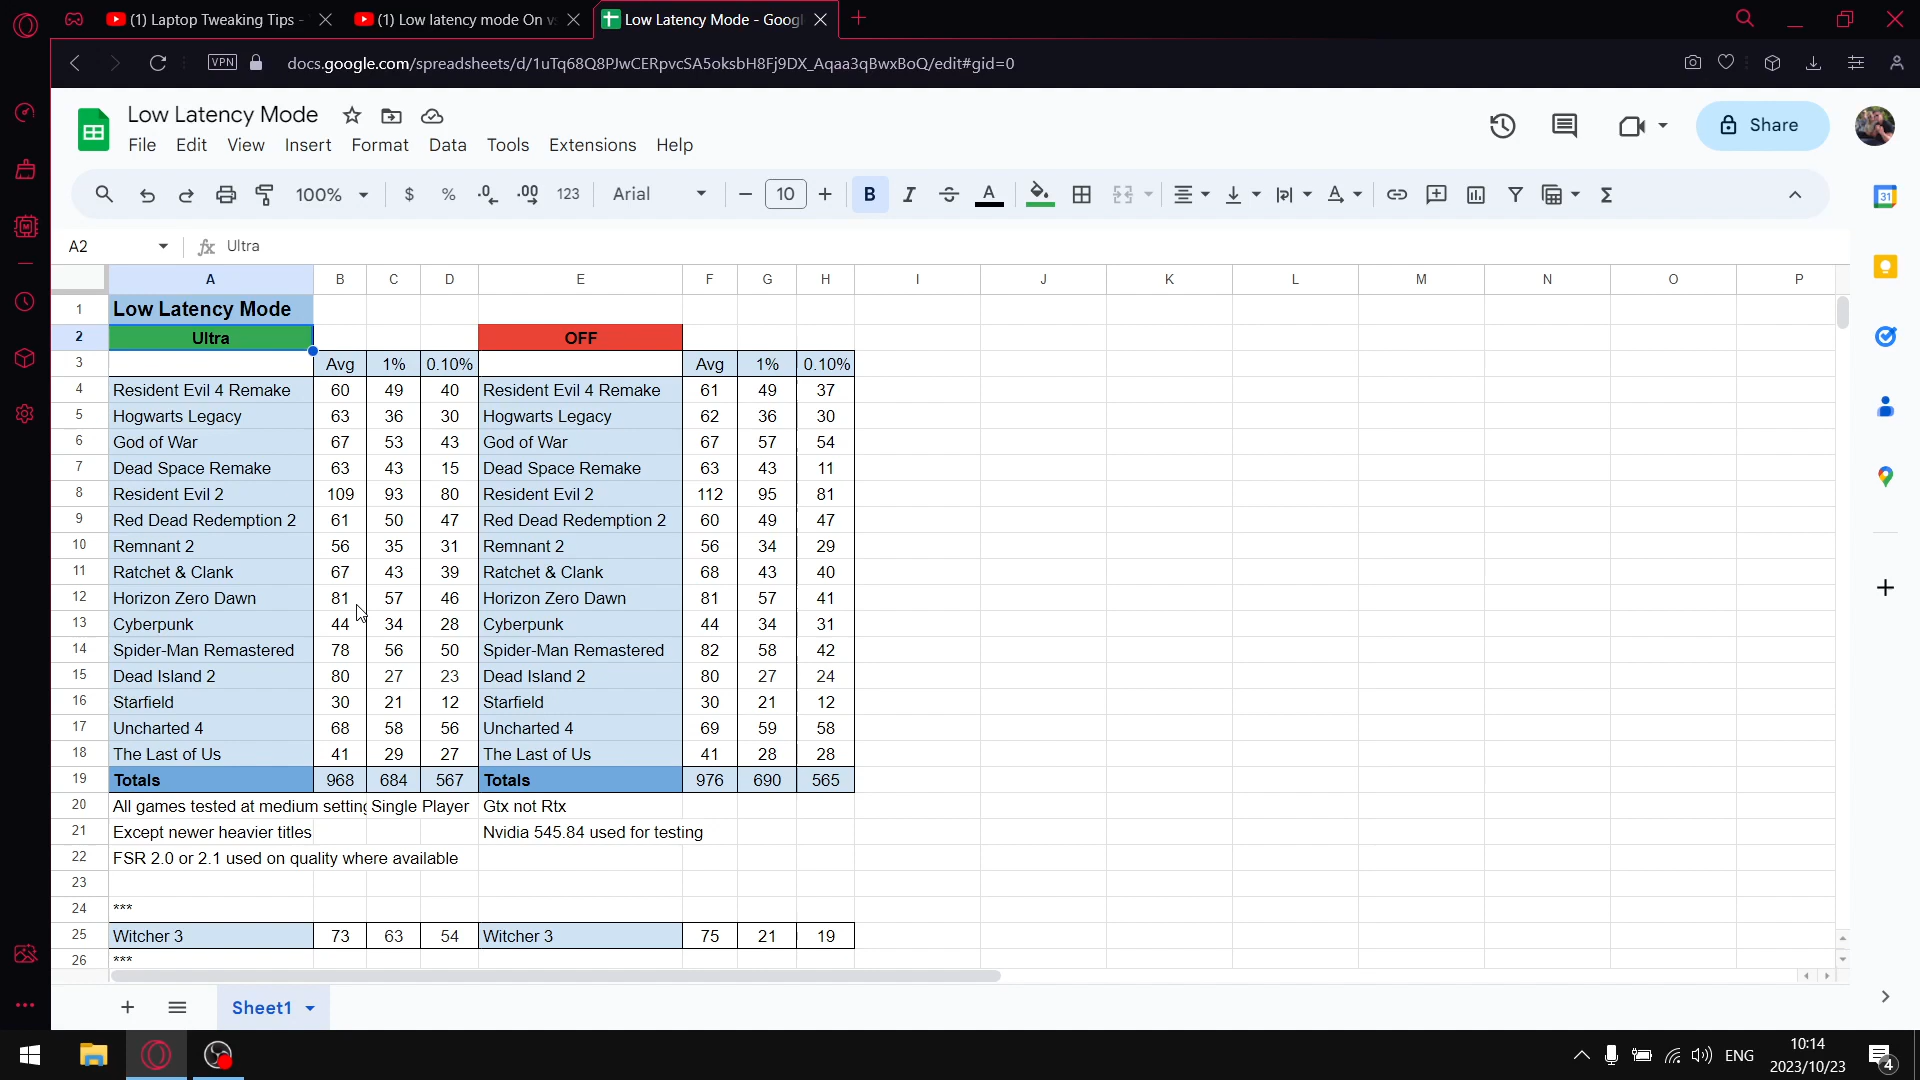 (1) Laptop Tweaking Tips -
(1) Low latency mode On vs
Low Latency Mode - Googl
VPN
docs.google.com/spreadsheets/d/1uTq68Q8PJwCERpvcSA5oksbH8Fj9DX_Aqaa3qBwxBoQ/edit#gid=0
Low Latency Mode
File Edit View Insert Format Data Tools Extensions Help
Share
100% $ % .0 .00 123 Arial 10 B I A Σ
31
A2 fx Ultra
A B C D E F G H I J K L M N O P
1 Low Latency Mode
2 Ultra OFF
3 Avg 1% 0.10% Avg 1% 0.10%
4 Resident Evil 4 Remake 60 49 40 Resident Evil 4 Remake 61 49 37
5 Hogwarts Legacy 63 36 30 Hogwarts Legacy 62 36 30
6 God of War 67 53 43 God of War 67 57 54
7 Dead Space Remake 63 43 15 Dead Space Remake 63 43 11
8 Resident Evil 2 109 93 80 Resident Evil 2 112 95 81
9 Red Dead Redemption 2 61 50 47 Red Dead Redemption 2 60 49 47
10 Remnant 2 56 35 31 Remnant 2 56 34 29
11 Ratchet & Clank 67 43 39 Ratchet & Clank 68 43 40
12 Horizon Zero Dawn 81 57 46 Horizon Zero Dawn 81 57 41
13 Cyberpunk 44 34 28 Cyberpunk 44 34 31
14 Spider-Man Remastered 78 56 50 Spider-Man Remastered 82 58 42
15 Dead Island 2 80 27 23 Dead Island 2 80 27 24
16 Starfield 30 21 12 Starfield 30 21 12
17 Uncharted 4 68 58 56 Uncharted 4 69 59 58
18 The Last of Us 41 29 27 The Last of Us 41 28 28
19 Totals 968 684 567 Totals 976 690 565
20 All games tested at medium setting Single Player Gtx not Rtx
21 Except newer heavier titles Nvidia 545.84 used for testing
22 FSR 2.0 or 2.1 used on quality where available
23
24 ***
25 Witcher 3 73 63 54 Witcher 3 75 21 19
26 ***
Sheet1
ENG
10:14
2023/10/23
4